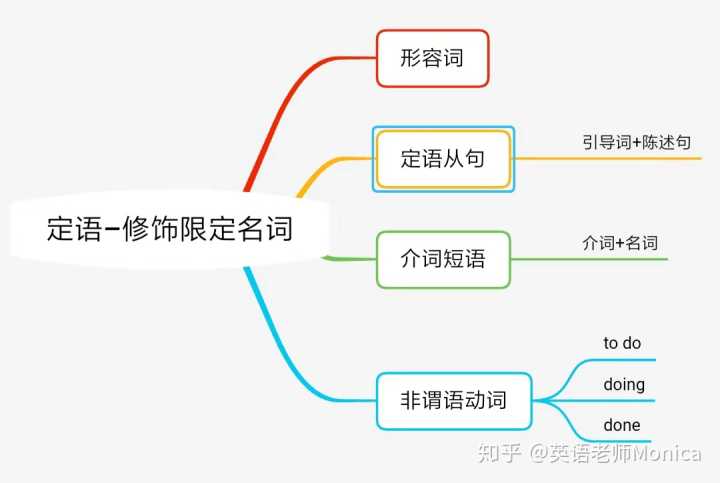 形容词
定语从句
引导词+陈述句
定语-修饰限定名词
介词短语
介词+名词
to do
非谓语动词
doing
done
知乎 @英语老师Monica